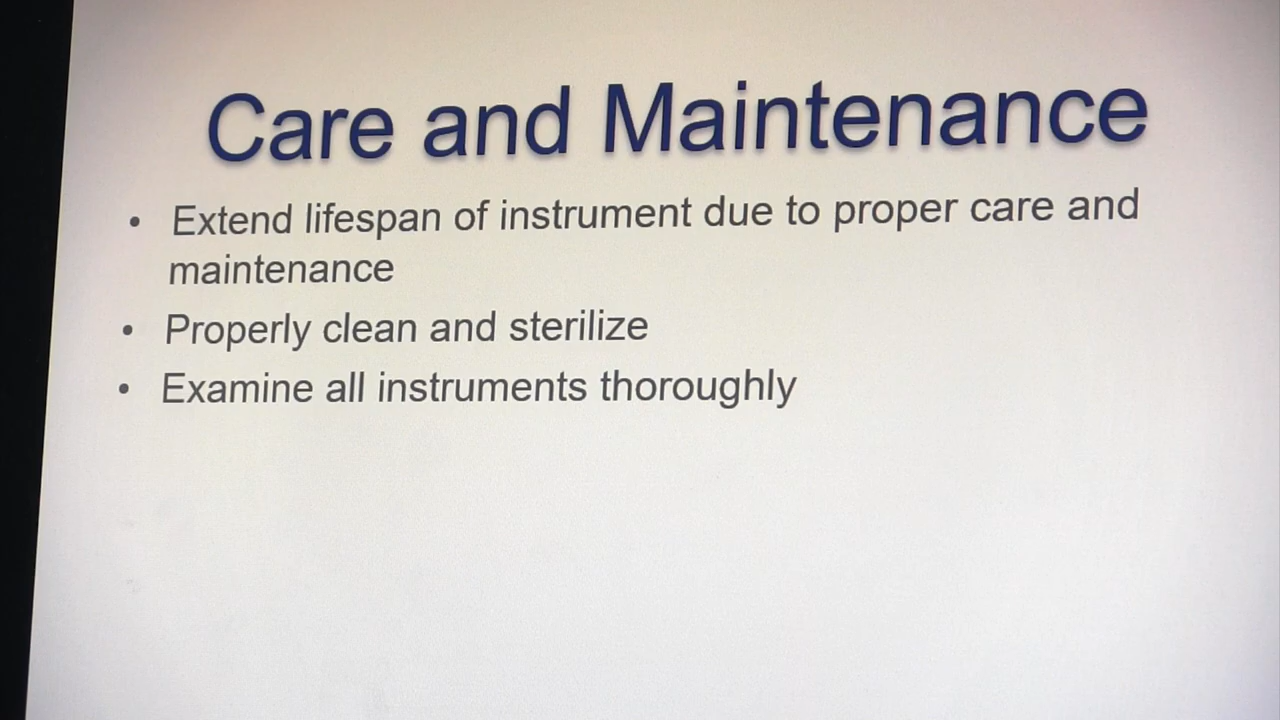 Care and Maintenance
• Extend lifespan of instrument due to proper care and
maintenance
• Properly clean and sterilize
• Examine all instruments thoroughly